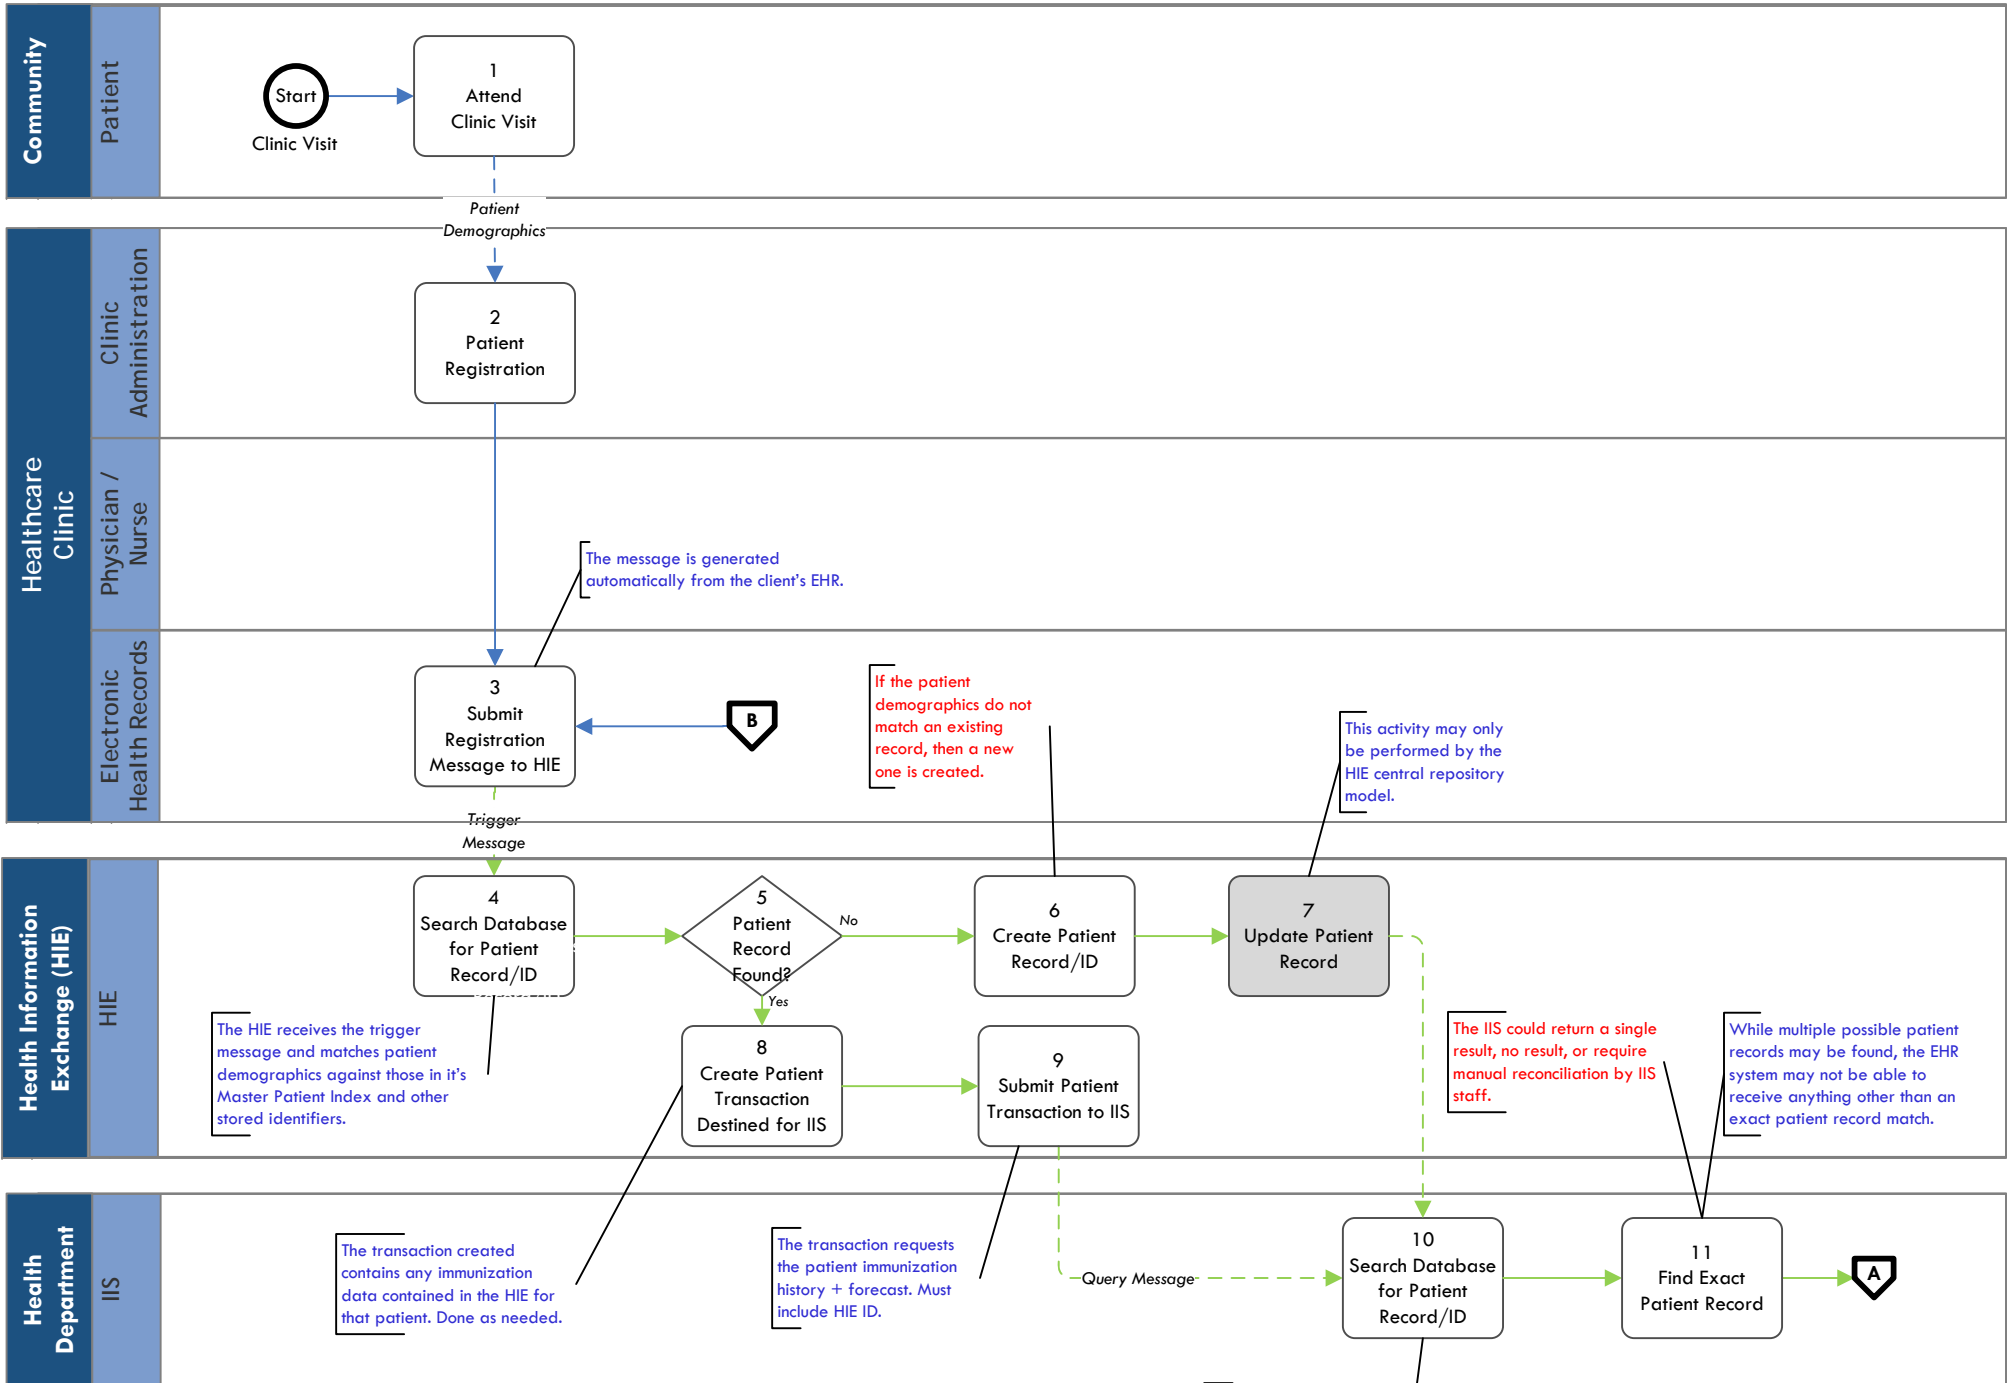 Community
Patient
Start
Clinic Visit
1
Attend
Clinic Visit
Patient
Demographics
Healthcare
Clinic
Clinic
Administration
2
Patient
Registration
Physician /
Nurse
The message is generated
automatically from the client's EHR.
Electronic
Health Records
3
Submit
Registration
Message to HIE
B
If the patient
demographics do not
match an existing
record, then a new
one is created.
This activity may only
be performed by the
HIE central repository
model.
Trigger
Message
Health Information
Exchange (HIE)
HIE
4
Search Database
for Patient
Record/ID
5
Patient
Record
Found?
No
Yes
6
Create Patient
Record/ID
7
Update Patient
Record
The HIE receives the trigger
message and matches patient
demographics against those in it's
Master Patient Index and other
stored identifiers.
8
Create Patient
Transaction
Destined for IIS
9
Submit Patient
Transaction to IIS
The IIS could return a single
result, no result, or require
manual reconciliation by IIS
staff.
While multiple possible patient
records may be found, the EHR
system may not be able to
receive anything other than an
exact patient record match.
Health
Department
IIS
The transaction created
contains any immunization
data contained in the HIE for
that patient. Done as needed.
The transaction requests
the patient immunization
history + forecast. Must
include HIE ID.
Query Message
10
Search Database
for Patient
Record/ID
11
Find Exact
Patient Record
A